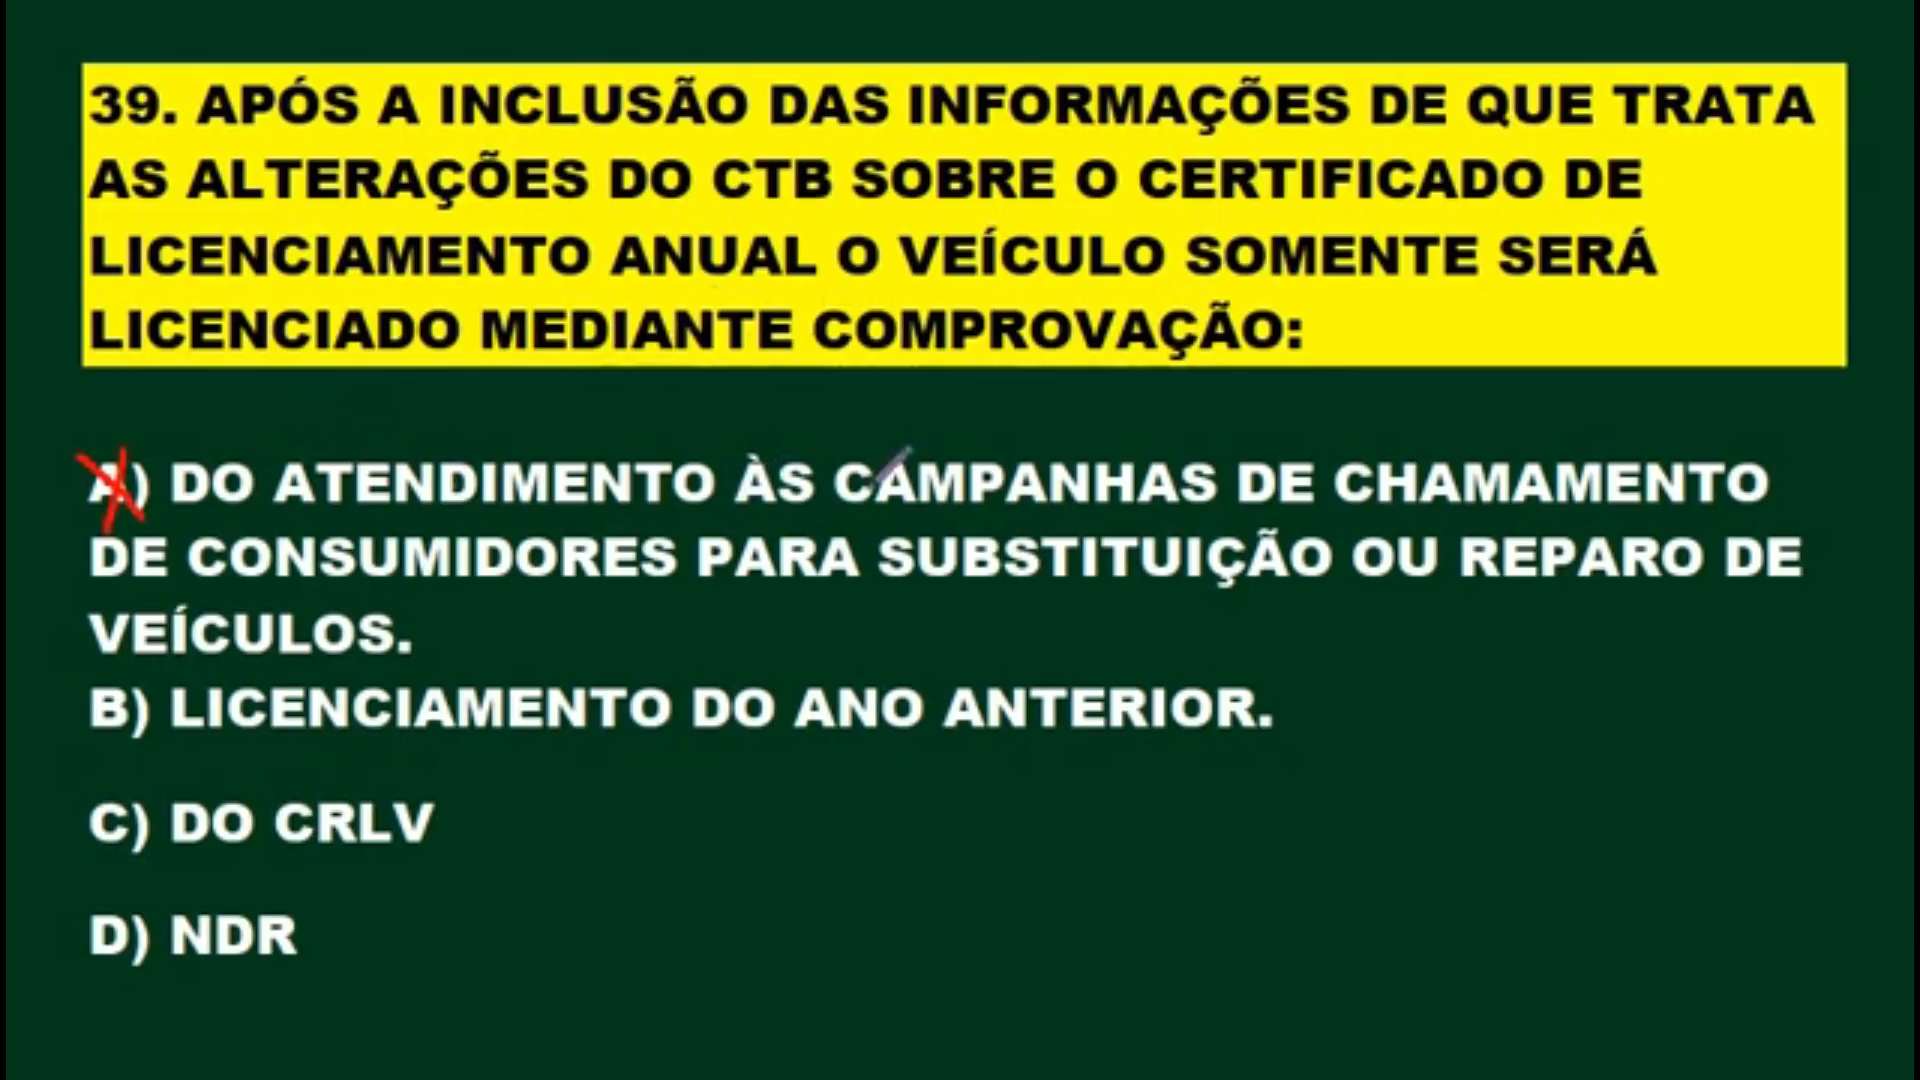 39. APÓS A INCLUSÃO DAS INFORMAÇÕES DE QUE TRATA
AS ALTERAÇÕES DO CTB SOBRE O CERTIFICADO DE
LICENCIAMENTO ANUAL O VEÍCULO SOMENTE SERÁ
LICENCIADO MEDIANTE COMPROVAÇÃO:
A) DO ATENDIMENTO ÀS CAMPANHAS DE CHAMAMENTO
DE CONSUMIDORES PARA SUBSTITUIÇÃO OU REPARO DE
VEÍCULOS.
B) LICENCIAMENTO DO ANO ANTERIOR.
C) DO CRLV
D) NDR